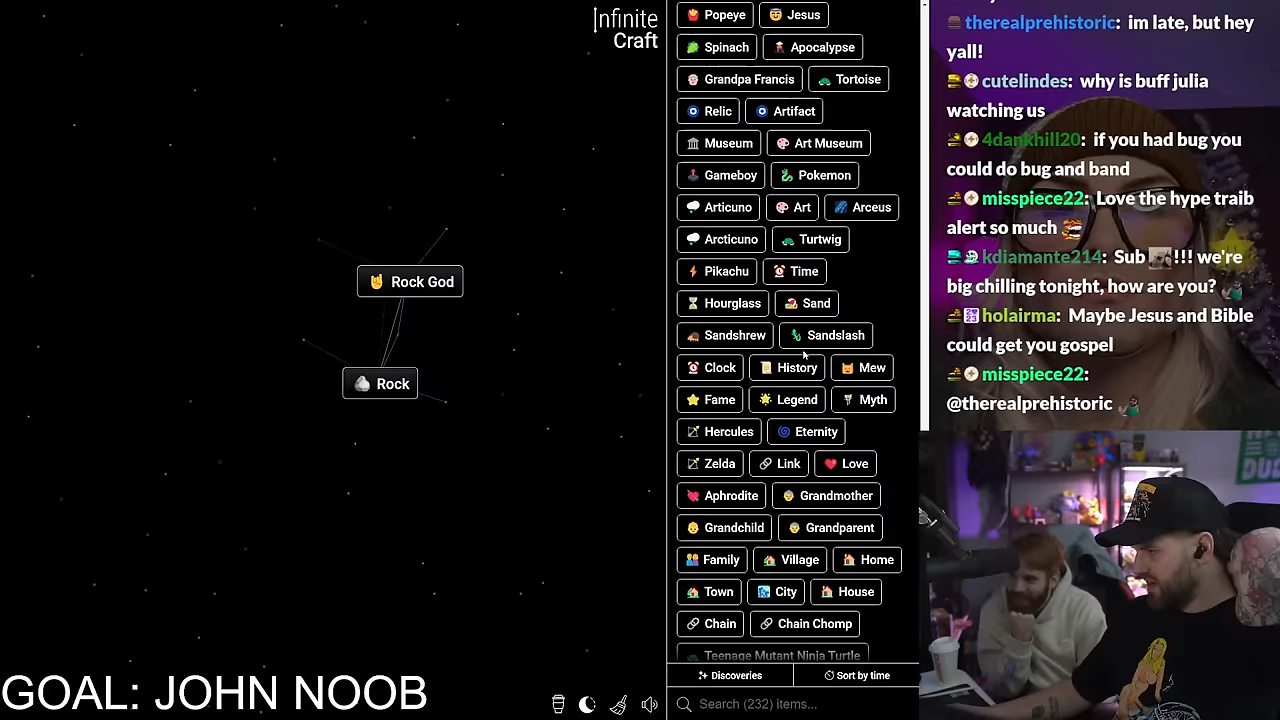 Infinite
Craft
Rock God
Rock
GOAL: JOHN NOOB
Popeye Jesus
Spinach Apocalypse
Grandpa Francis Tortoise
Relic Artifact
Museum Art Museum
Gameboy Pokemon
Articuno Art Arceus
Arcticuno Turtwig
Pikachu Time
Hourglass Sand
Sandshrew Sandslash
Clock History Mew
Fame Legend Myth
Hercules Eternity
Zelda Link Love
Aphrodite Grandmother
Grandchild Grandparent
Family Village Home
Town City House
Chain Chain Chomp
Teenage Mutant Ninja Turtle
Discoveries Sort by time
Search (232) items...
therealprehistoric: im late, but hey
yall!
cutelindes: why is buff julia
watching us
4dankhill20: if you had bug you
could do bug and band
misspiece22: Love the hype traib
alert so much
kdiamante214: Sub !!! we're
big chilling tonight, how are you?
holairma: Maybe Jesus and Bible
could get you gospel
misspiece22:
@therealprehistoric